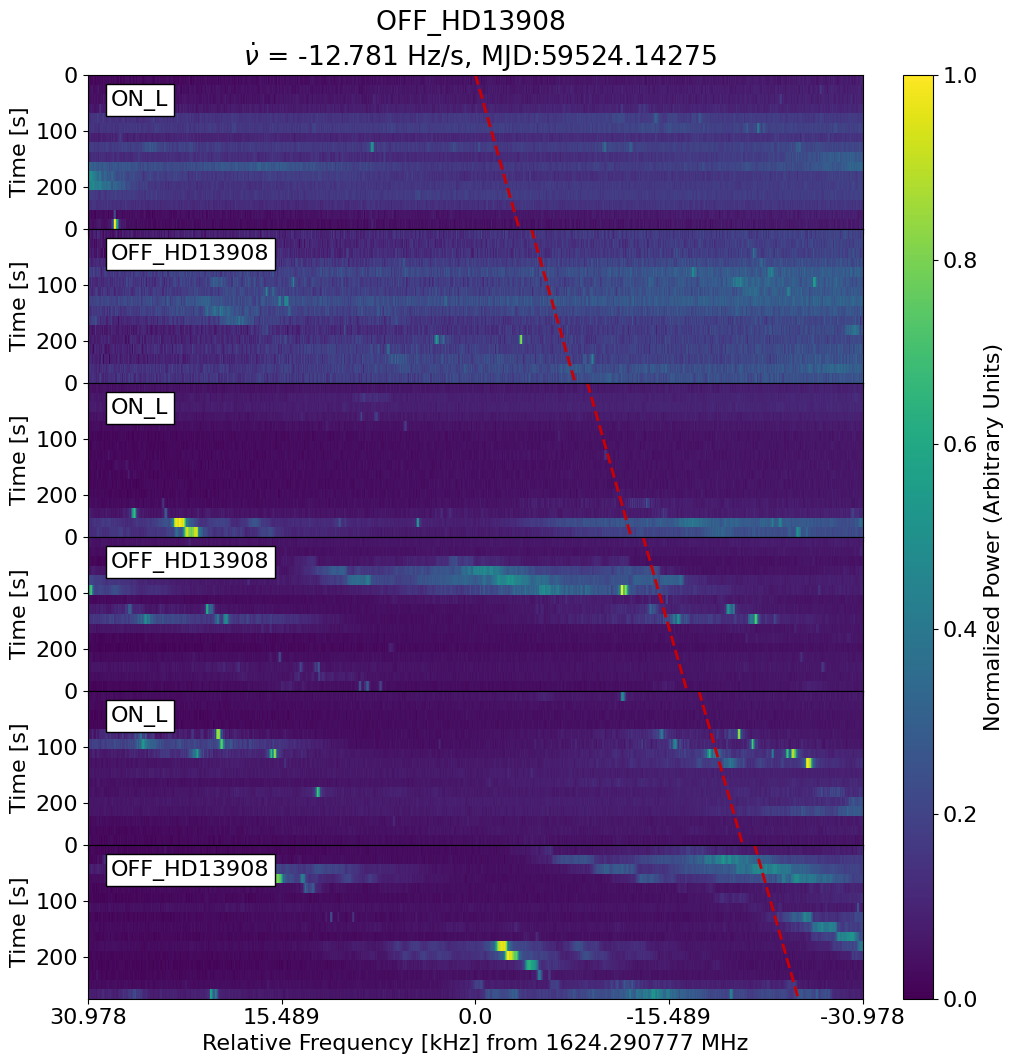 OFF_HD13908
ν̇ = -12.781 Hz/s, MJD:59524.14275
0
ON_L
100
Time [s]
200
0
OFF_HD13908
100
Time [s]
200
0
ON_L
100
Time [s]
200
0
OFF_HD13908
100
Time [s]
200
0
ON_L
100
Time [s]
200
0
OFF_HD13908
100
Time [s]
200
30.978 15.489 0.0 -15.489 -30.978
Relative Frequency [kHz] from 1624.290777 MHz
1.0
0.8
0.6
0.4
0.2
0.0
Normalized Power (Arbitrary Units)